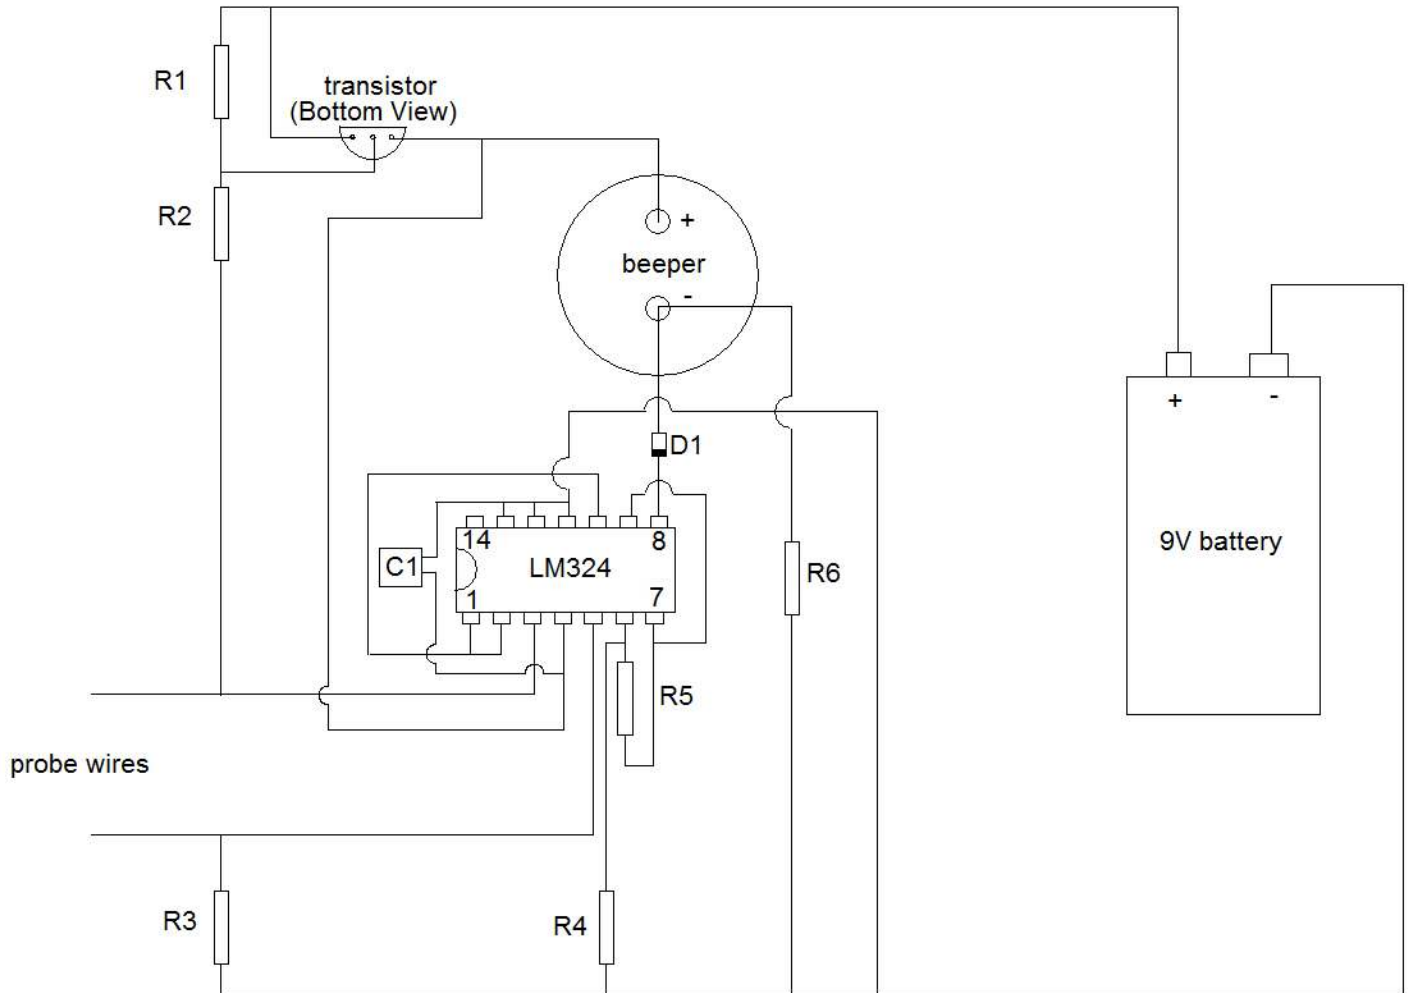 R1
transistor
(Bottom View)
R2
+
beeper
-
+
-
D1
14
8
C1
LM324
9V battery
R6
1
7
R5
probe wires
R3
R4